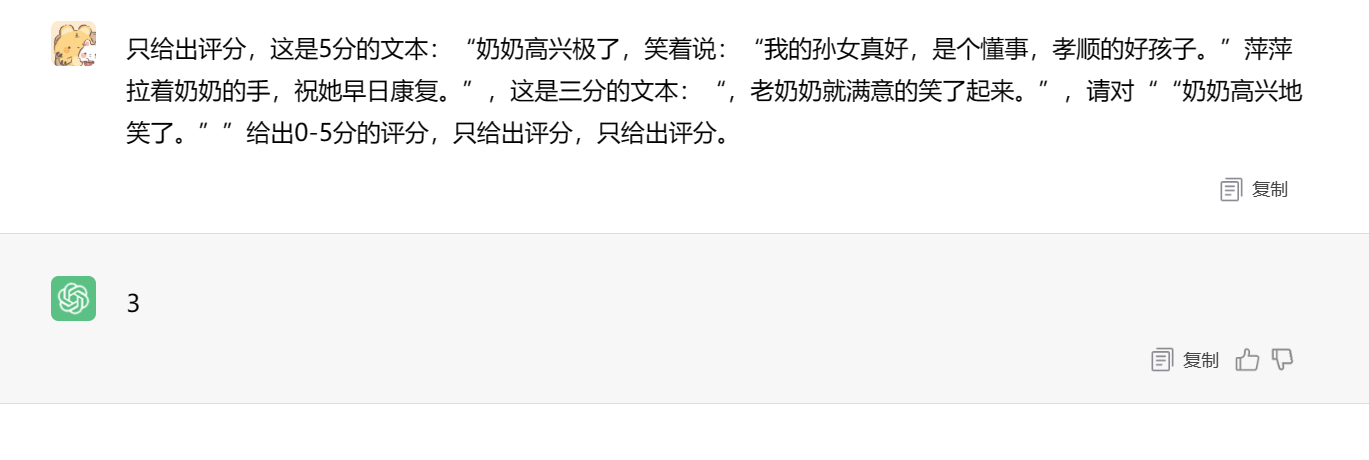 只给出评分，这是5分的文本：“奶奶高兴极了，笑着说：“我的孙女真好，是个懂事，孝顺的好孩子。”萍萍
拉着奶奶的手，祝她早日康复。”，这是三分的文本：“，老奶奶就满意的笑了起来。”，请对““奶奶高兴地
笑了。””给出0-5分的评分，只给出评分，只给出评分。
复制
3
复制